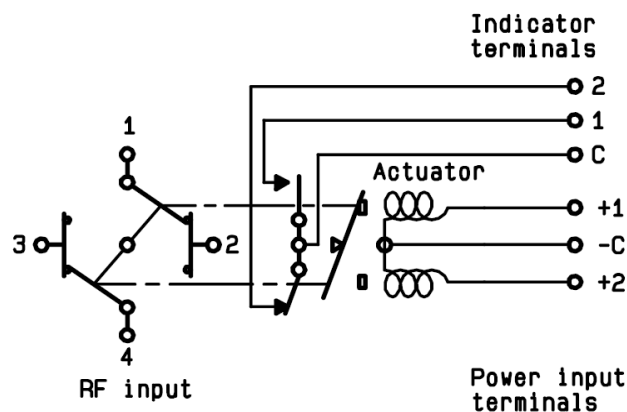 Indicator
terminals
2
1
C
1
Actuator
+1
3
2
-C
+2
4
RF input
Power input
terminals